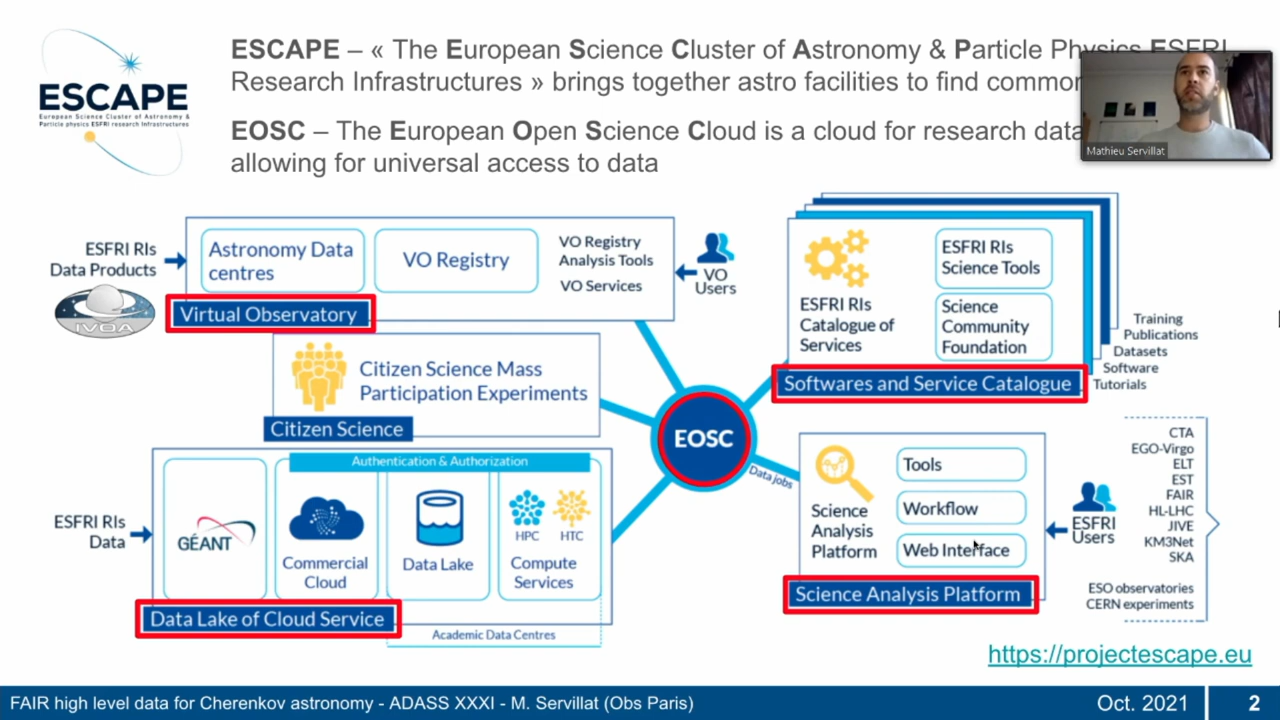 ESCAPE
European Science Cluster of Astronomy &
Particle physics ESFRI research Infrastructures
ESCAPE – « The European Science Cluster of Astronomy & Particle Physics ESFRI
Research Infrastructures » brings together astro facilities to find common
EOSC – The European Open Science Cloud is a cloud for research data
allowing for universal access to data
Mathieu Servillat
ESFRI RIs
Data Products
IVOA
Astronomy Data
centres
VO Registry
VO Registry
Analysis Tools
VO Services
VO
Users
Virtual Observatory
Citizen Science Mass
Participation Experiments
Citizen Science
Authentication & Authorization
ESFRI RIs
Data
GÉANT
Commercial
Cloud
Data Lake
HPC
HTC
Compute
Services
Data Lake of Cloud Service
Academic Data Centres
EOSC
Data jobs
ESFRI RIs
Catalogue of
Services
ESFRI RIs
Science Tools
Science
Community
Foundation
Softwares and Service Catalogue
Training
Publications
Datasets
Software
Tutorials
Science
Analysis
Platform
Tools
Workflow
Web Interface
Science Analysis Platform
ESFRI
Users
CTA
EGO-Virgo
ELT
EST
FAIR
HL-LHC
JIVE
KM3Net
SKA
ESO observatories
CERN experiments
https://projectescape.eu
FAIR high level data for Cherenkov astronomy - ADASS XXXI - M. Servillat (Obs Paris)
Oct. 2021
2